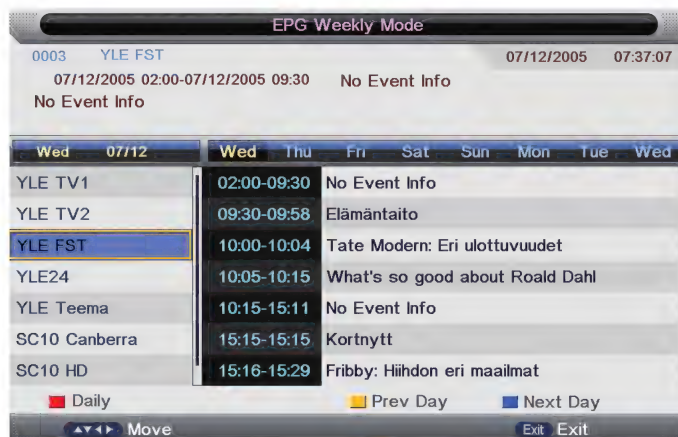 EPG Weekly Mode
0003 YLE FST 07/12/2005 07:37:07
07/12/2005 02:00-07/12/2005 09:30 No Event Info
No Event Info
Wed 07/12 Wed Thu Fri Sat Sun Mon Tue Wed
YLE TV1 02:00-09:30 No Event Info
YLE TV2 09:30-09:58 Elämäntaito
YLE FST 10:00-10:04 Tate Modern: Eri ulottuvuudet
YLE24 10:05-10:15 What's so good about Roald Dahl
YLE Teema 10:15-15:11 No Event Info
SC10 Canberra 15:15-15:15 Kortnytt
SC10 HD 15:16-15:29 Fribby: Hiihdon eri maailmat
Daily Prev Day Next Day
Move Exit Exit